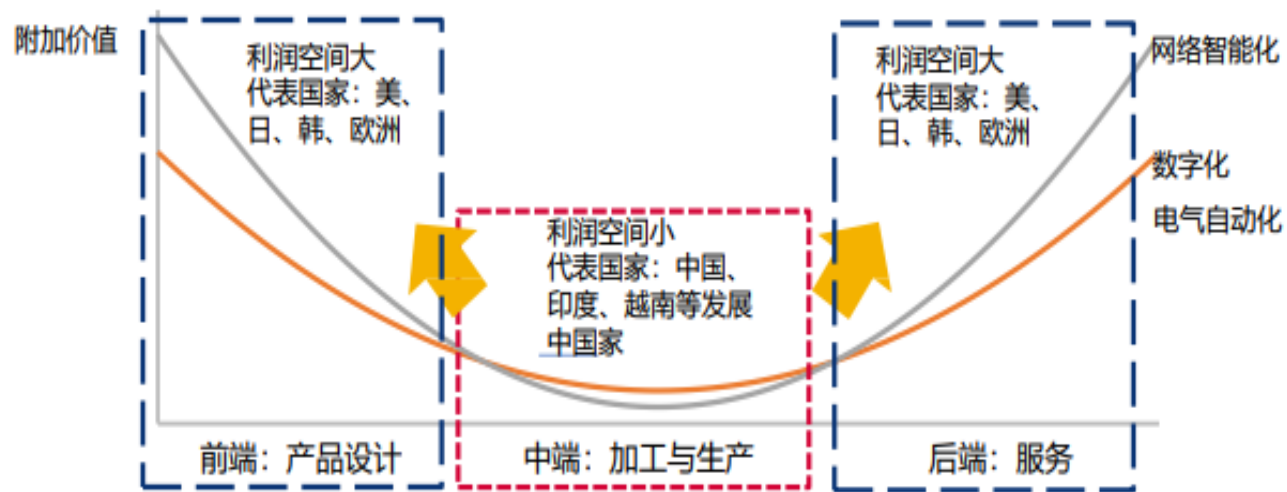 附加价值
利润空间大
代表国家：美、
日、韩、欧洲
利润空间大
代表国家：美、
日、韩、欧洲
网络智能化
数字化
电气自动化
利润空间小
代表国家：中国、
印度、越南等发展
中国家
前端：产品设计
中端：加工与生产
后端：服务